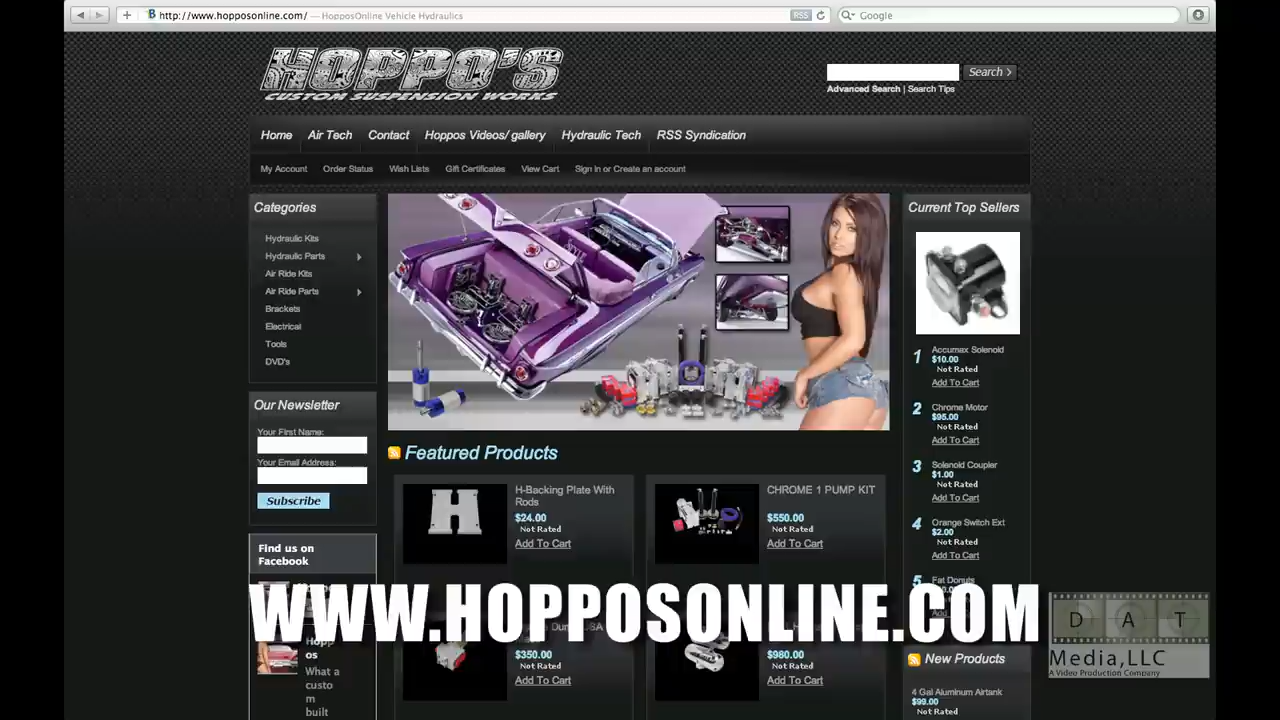 http://www.hopposonline.com/ — HopposOnline Vehicle Hydraulics
RSS
Google
HOPPO'S
CUSTOM SUSPENSION WORKS
Search
Advanced Search | Search Tips
Home Air Tech Contact Hoppos Videos/ gallery Hydraulic Tech RSS Syndication
My Account Order Status Wish Lists Gift Certificates View Cart Sign in or Create an account
Categories
Hydraulic Kits
Hydraulic Parts
Air Ride Kits
Air Ride Parts
Brackets
Electrical
Tools
DVD's
Our Newsletter
Your First Name:
Your Email Address:
Subscribe
Find us on
Facebook
Hopp
os
What a
custo
m
built
Featured Products
H-Backing Plate With
Rods
$24.00
Not Rated
Add To Cart
CHROME 1 PUMP KIT
$550.00
Not Rated
Add To Cart
$350.00
Not Rated
Add To Cart
$980.00
Not Rated
Add To Cart
Current Top Sellers
1 Accumax Solenoid
$10.00
Not Rated
Add To Cart
2 Chrome Motor
$95.00
Not Rated
Add To Cart
3 Solenoid Coupler
$1.00
Not Rated
Add To Cart
4 Orange Switch Ext
$2.00
Not Rated
Add To Cart
5 Fat Donuts
New Products
4 Gal Aluminum Airtank
$99.00
Not Rated
WWW.HOPPOSONLINE.COM
DAT
Media,LLC
A Video Production Company